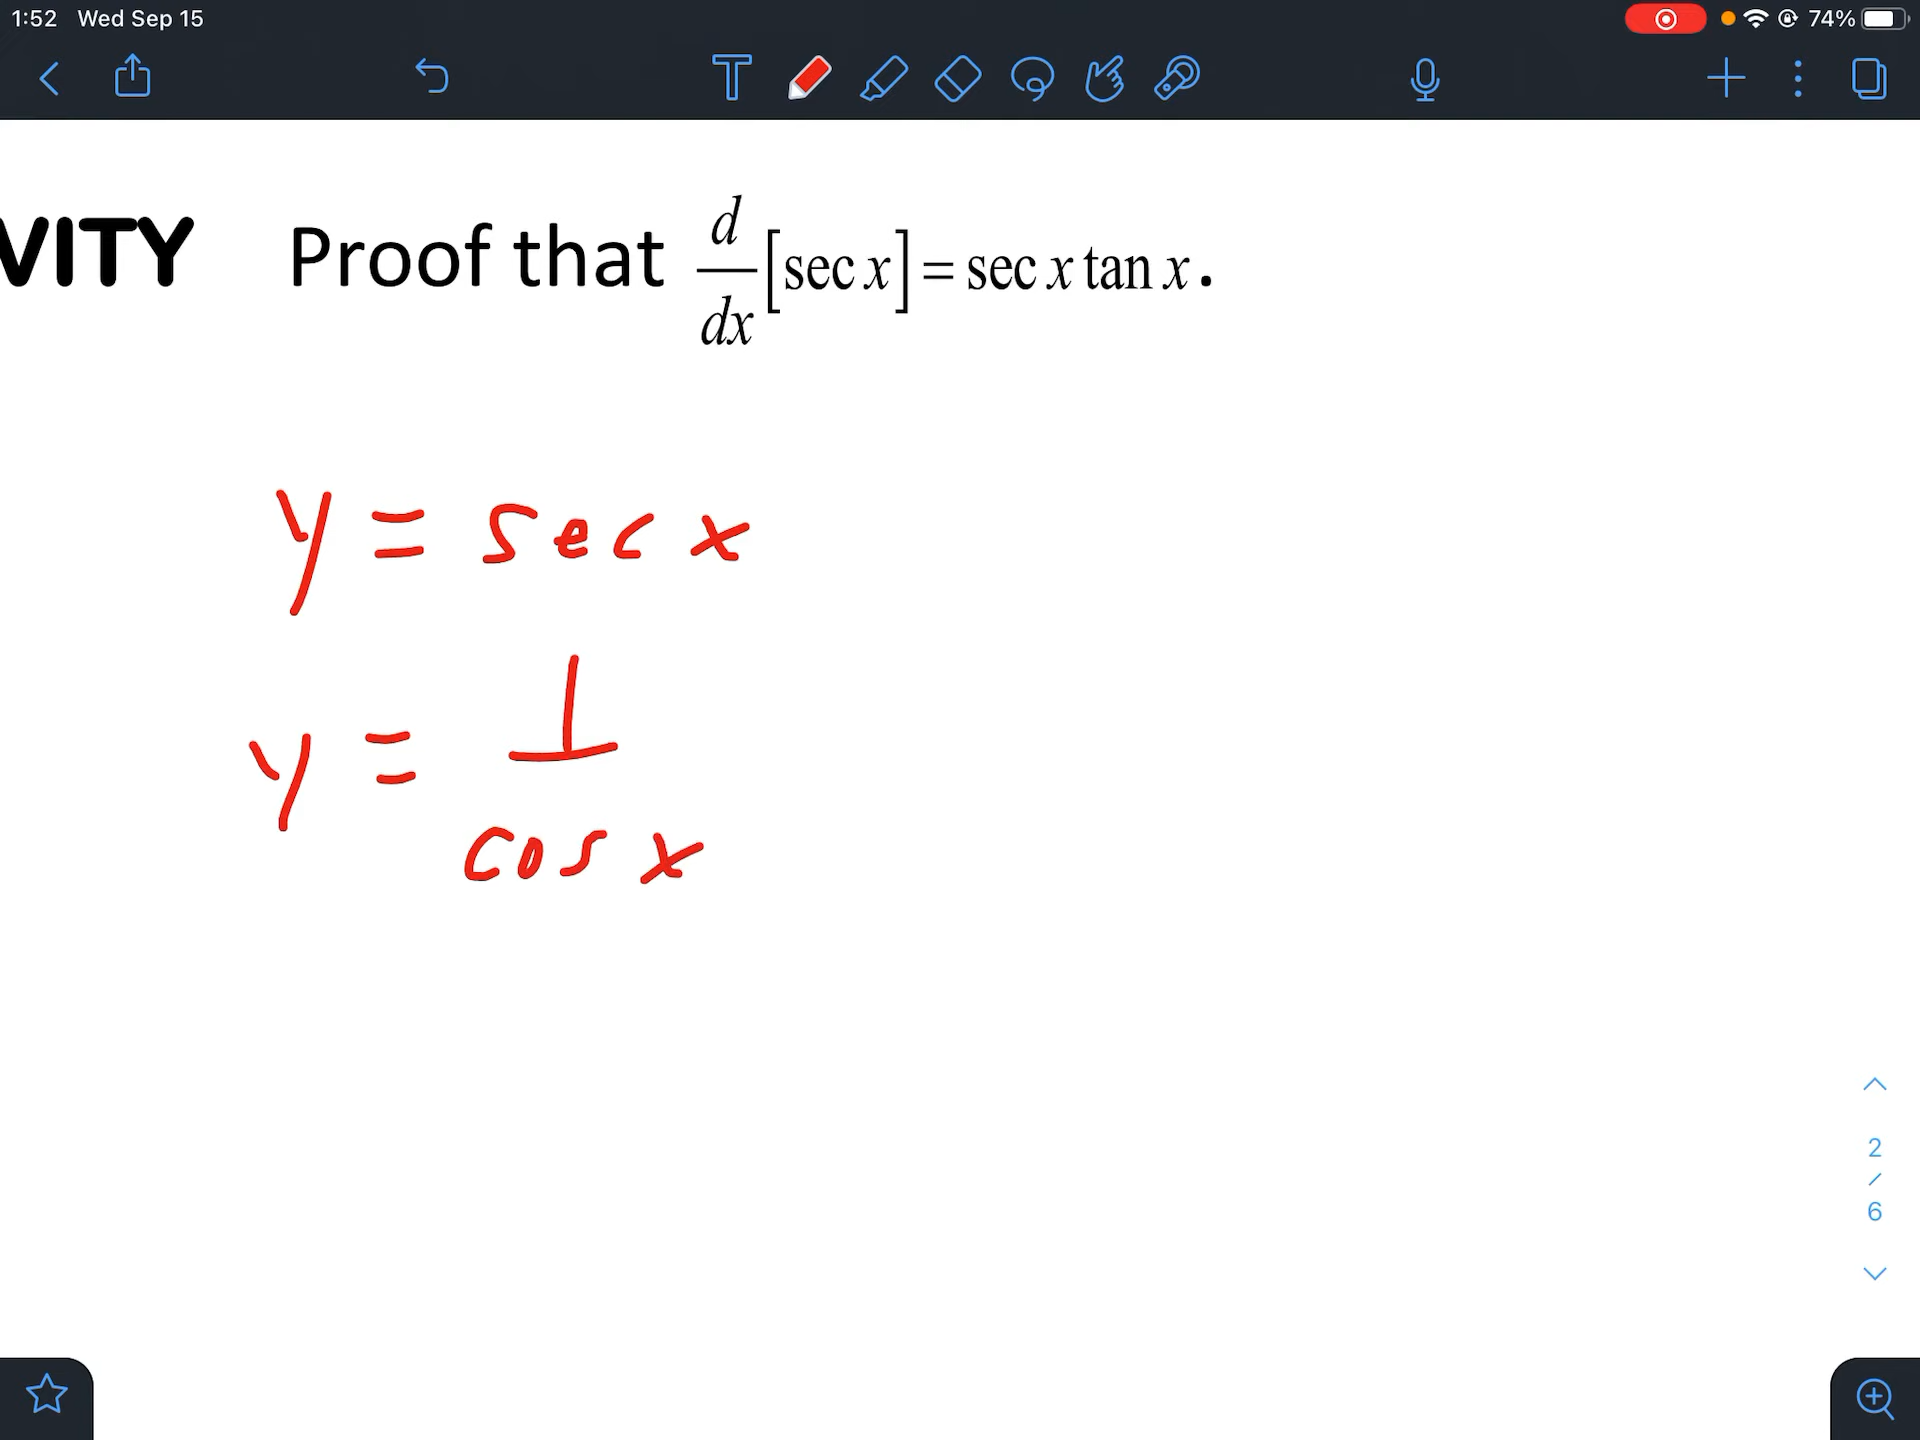 1:52 Wed Sep 15 74%
T
VITY Proof that d/dx [sec x] = sec x tan x.
y = sec x
y = 1/cos x
2
/
6